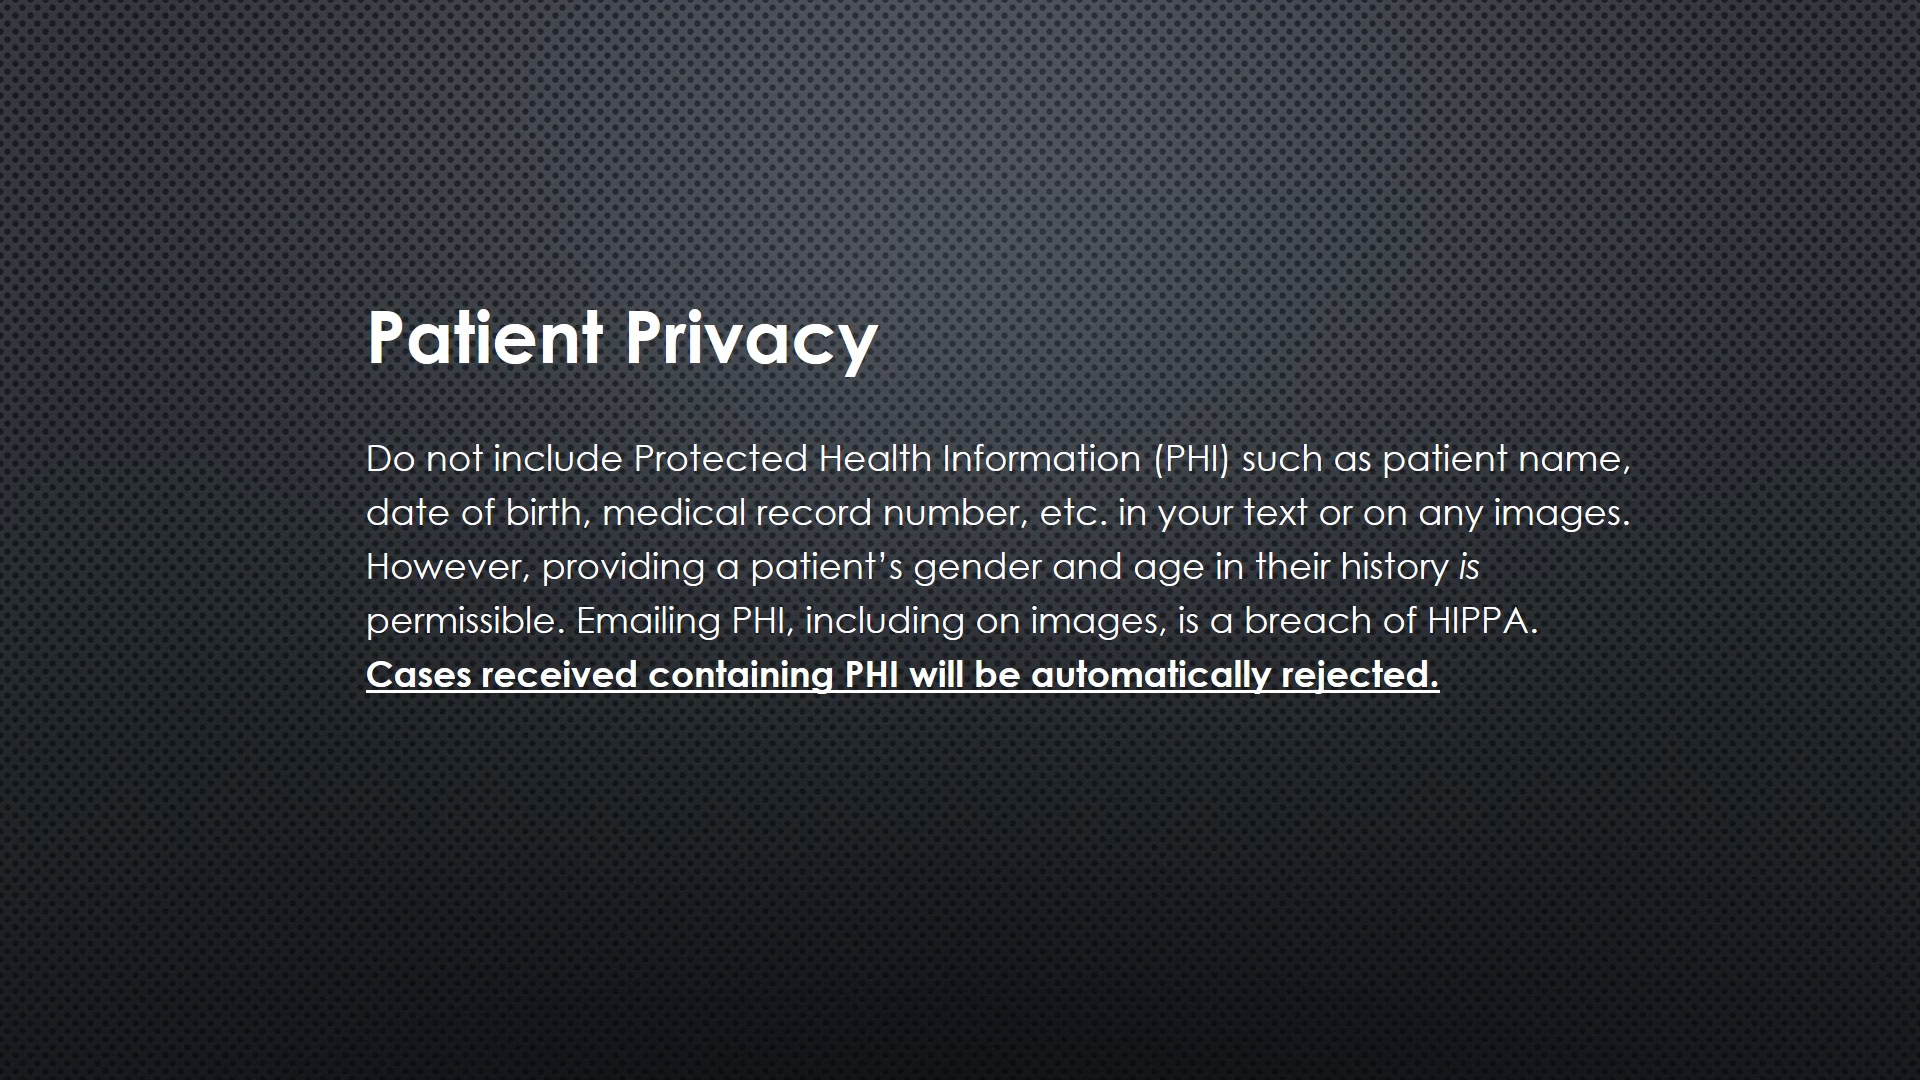 Patient Privacy
Do not include Protected Health Information (PHI) such as patient name,
date of birth, medical record number, etc. in your text or on any images.
However, providing a patient’s gender and age in their history is
permissible. Emailing PHI, including on images, is a breach of HIPPA.
Cases received containing PHI will be automatically rejected.